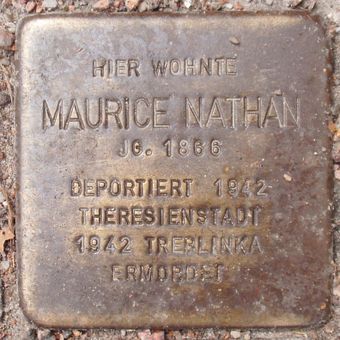 HIER WOHNTE
MAURICE NATHAN
JG. 1866
DEPORTIERT 1942
THERESIENSTADT
1942 TREBLINKA
ERMORDET